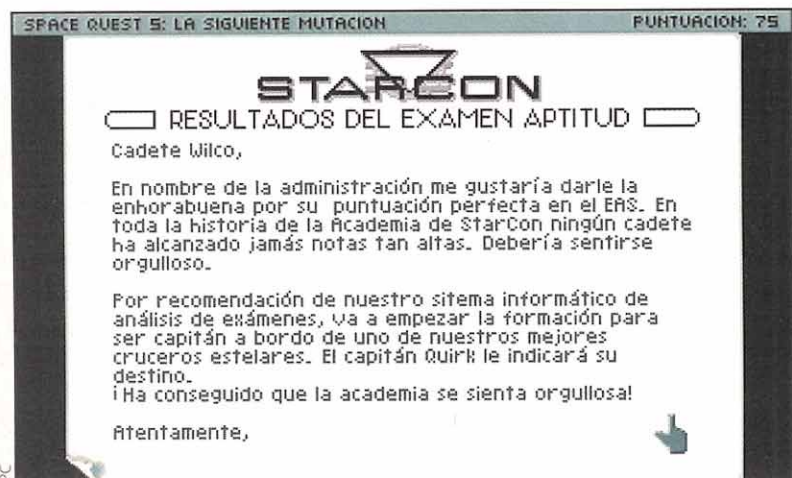 SPACE QUEST 5: LA SIGUIENTE MUTACION PUNTUACION: 75
STARCON
RESULTADOS DEL EXAMEN APTITUD
Cadete Wilco,
En nombre de la administración me gustaría darle la
enhorabuena por su puntuación perfecta en el EAS. En
toda la historia de la Academia de StarCon ningún cadete
ha alcanzado jamás notas tan altas. Debería sentirse
orgulloso.
Por recomendación de nuestro sitema informático de
análisis de exámenes, va a empezar la formación para
ser capitán a bordo de uno de nuestros mejores
cruceros estelares. El capitán Quirk le indicará su
destino.
¡Ha conseguido que la academia se sienta orgullosa!
Atentamente,
PC